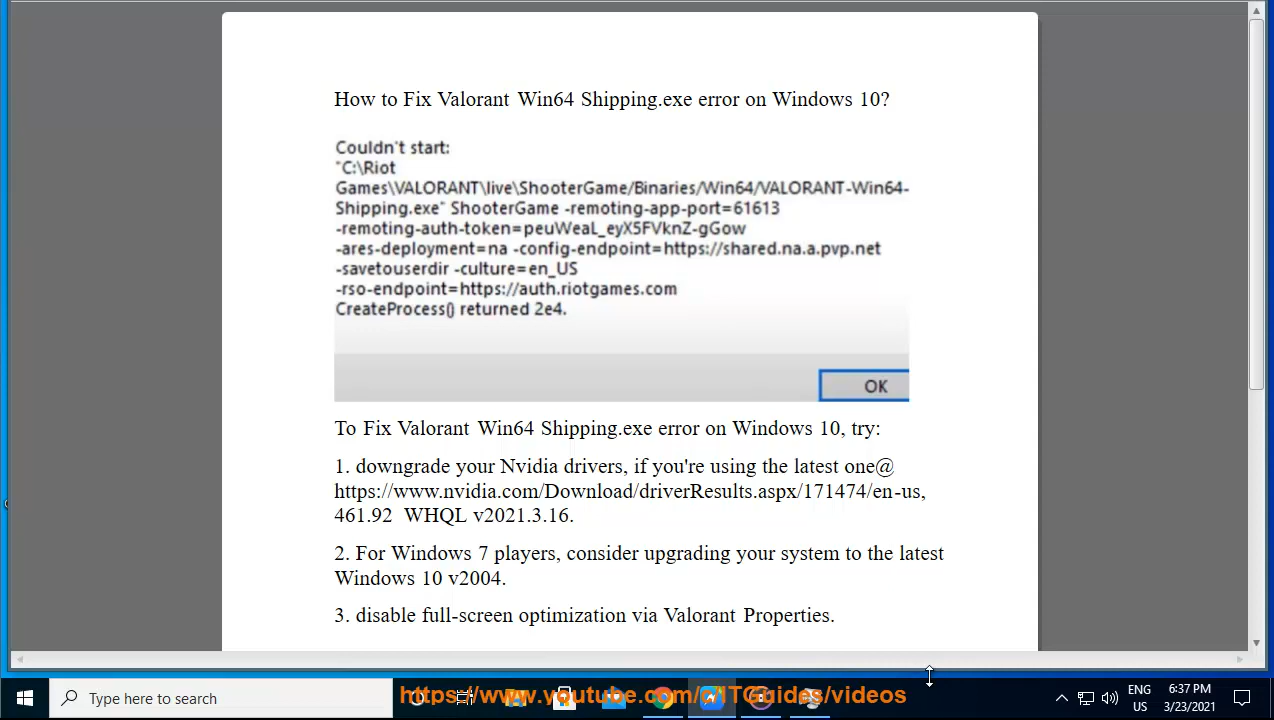 How to Fix Valorant Win64 Shipping.exe error on Windows 10?
Couldn't start:
"C:\Riot
Games\VALORANT\live\ShooterGame/Binaries/Win64/VALORANT-Win64-
Shipping.exe" ShooterGame -remoting-app-port=61613
-remoting-auth-token=peuWeaL_eyX5FVknZ-gGow
-ares-deployment=na -config-endpoint=https://shared.na.a.pvp.net
-savetouserdir -culture=en_US
-rso-endpoint=https://auth.riotgames.com
CreateProcess() returned 2e4.
OK
To Fix Valorant Win64 Shipping.exe error on Windows 10, try:
1. downgrade your Nvidia drivers, if you're using the latest one@
https://www.nvidia.com/Download/driverResults.aspx/171474/en-us,
461.92 WHQL v2021.3.16.
2. For Windows 7 players, consider upgrading your system to the latest
Windows 10 v2004.
3. disable full-screen optimization via Valorant Properties.
Type here to search
ENG
US
6:37 PM
3/23/2021